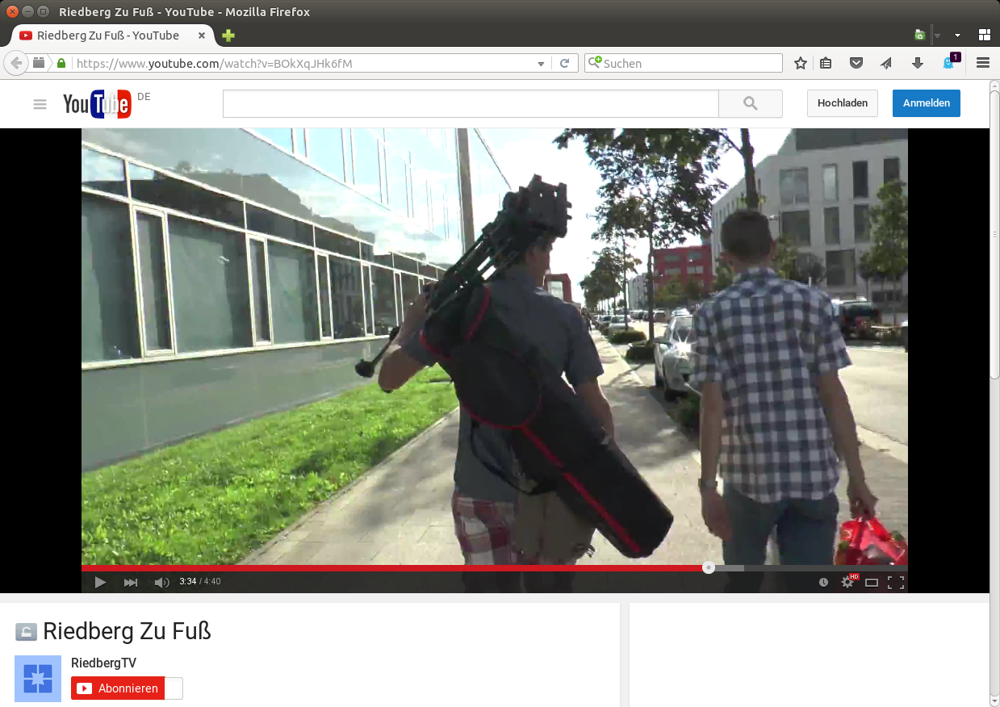 Riedberg Zu Fuß - YouTube - Mozilla Firefox
Riedberg Zu Fuß - YouTube
https://www.youtube.com/watch?v=BOkXqJHk6fM
Suchen
1
YouTube DE
Hochladen
Anmelden
3:34 / 4:40
HD
Riedberg Zu Fuß
RiedbergTV
Abonnieren